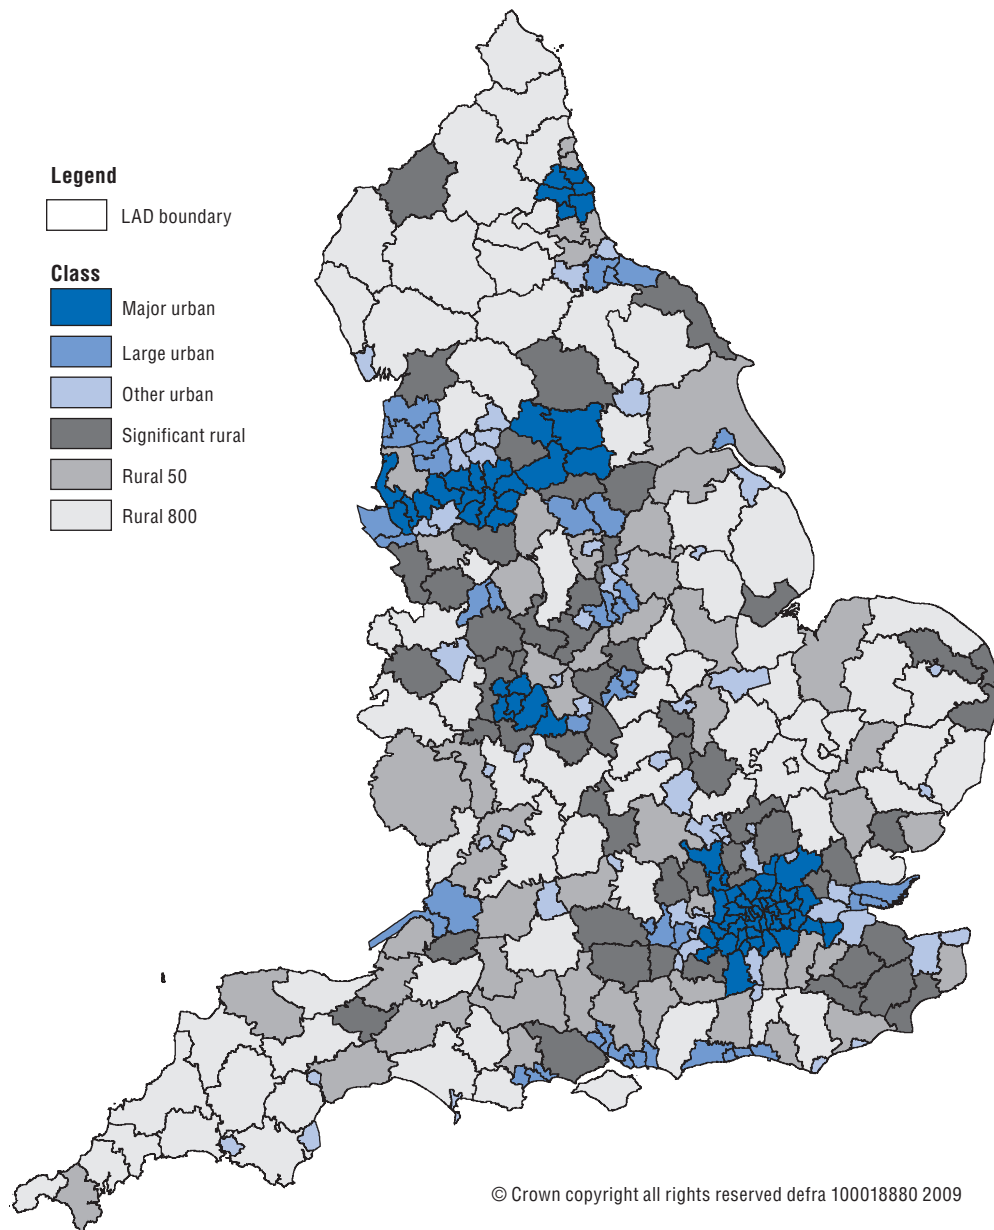 Legend
LAD boundary
Class
Major urban
Large urban
Other urban
Significant rural
Rural 50
Rural 800
© Crown copyright all rights reserved defra 100018880 2009